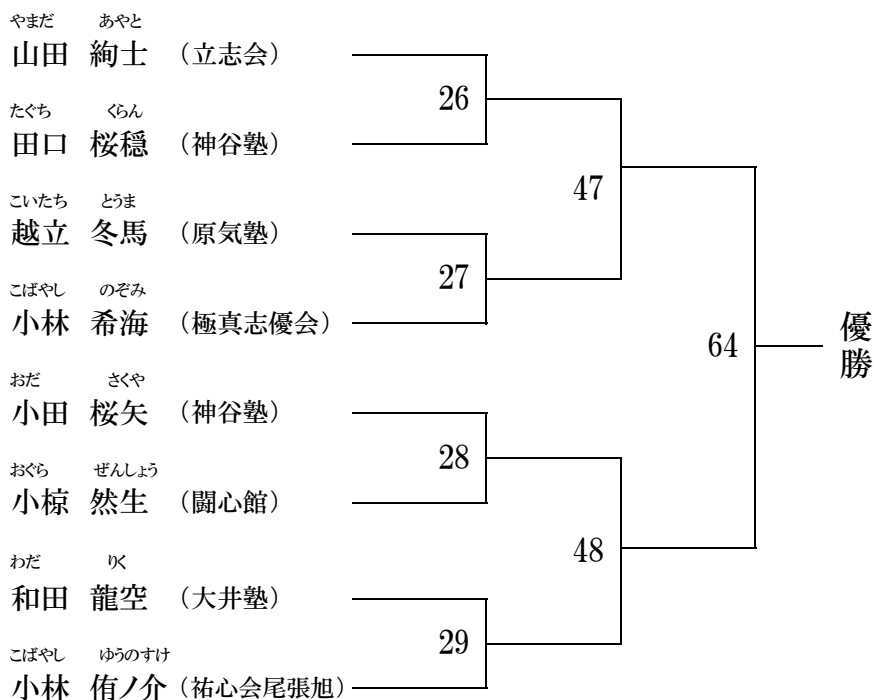 やまだ あやと
山田 絢士 （立志会）
26
たぐち くらん
田口 桜穏 （神谷塾）
47
こいたち とうま
越立 冬馬 （原気塾）
27
こばやし のぞみ
小林 希海 （極真志優会）
64
優勝
おだ さくや
小田 桜矢 （神谷塾）
28
おぐら ぜんしょう
小椋 然生 （闘心館）
48
わだ りく
和田 龍空 （大井塾）
29
こばやし ゆうのすけ
小林 侑ノ介 （祐心会尾張旭）